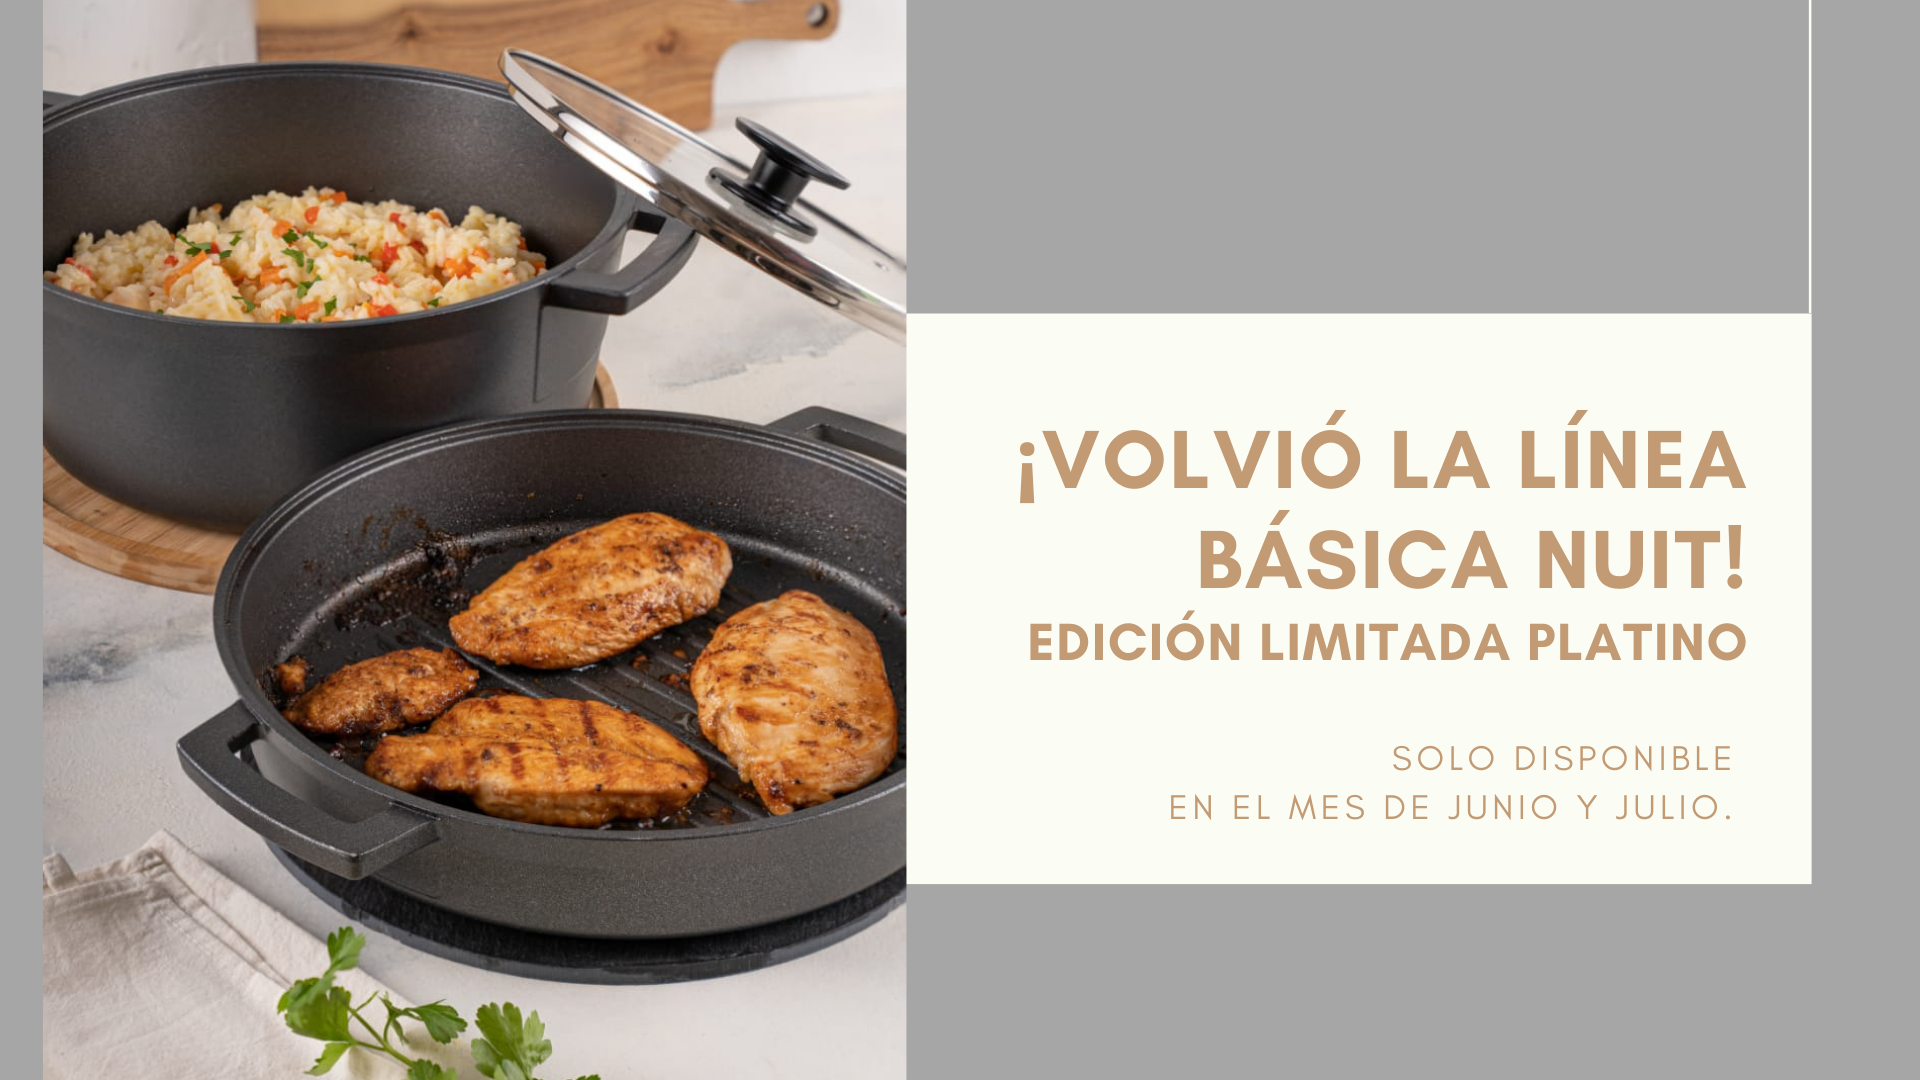 ¡VOLVIÓ LA LÍNEA
BÁSICA NUIT!
EDICIÓN LIMITADA PLATINO
SOLO DISPONIBLE
EN EL MES DE JUNIO Y JULIO.